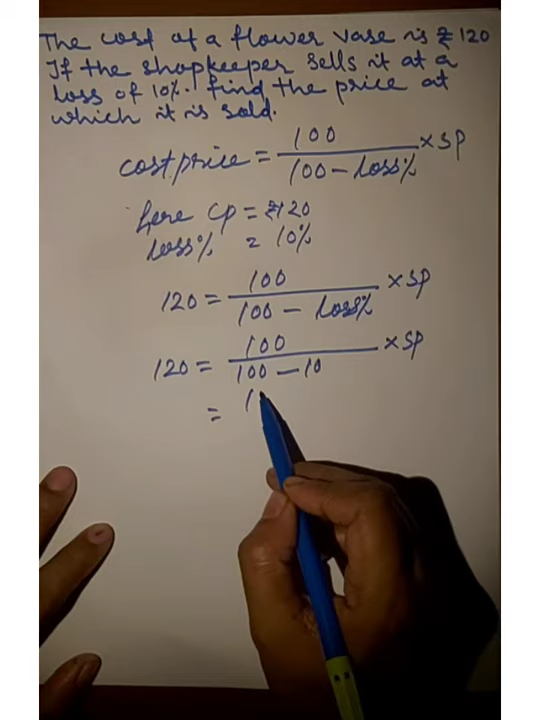 The cost of a flower vase is ₹ 120
If the shopkeeper sells it at a
loss of 10%. find the price at
which it is sold.
cost price = 100 / 100 - Loss% × SP
here CP = ₹120
loss% = 10%
120 = 100 / 100 - Loss% × SP
120 = 100 / 100 - 10 × SP
= 1